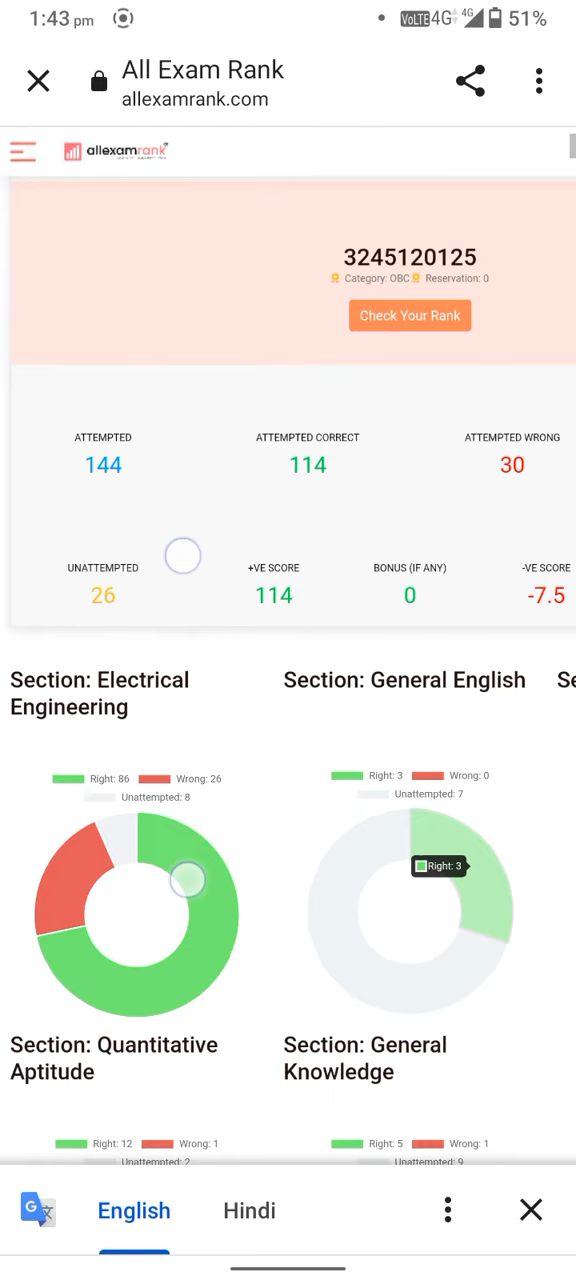 1:43 pm
VoLTE 4G 4G 51%
All Exam Rank
allexamrank.com
allexamrank
3245120125
Category: OBC Reservation: 0
Check Your Rank
ATTEMPTED ATTEMPTED CORRECT ATTEMPTED WRONG
144 114 30
UNATTEMPTED +VE SCORE BONUS (IF ANY) -VE SCORE
26 114 0 -7.5
Section: Electrical
Engineering
Section: General English
Se
Right: 86 Wrong: 26
Unattempted: 8
Right: 3 Wrong: 0
Unattempted: 7
Right: 3
Section: Quantitative
Aptitude
Section: General
Knowledge
Right: 12 Wrong: 1
Unattempted: 2
Right: 5 Wrong: 1
Unattempted: 9
G 文
English Hindi